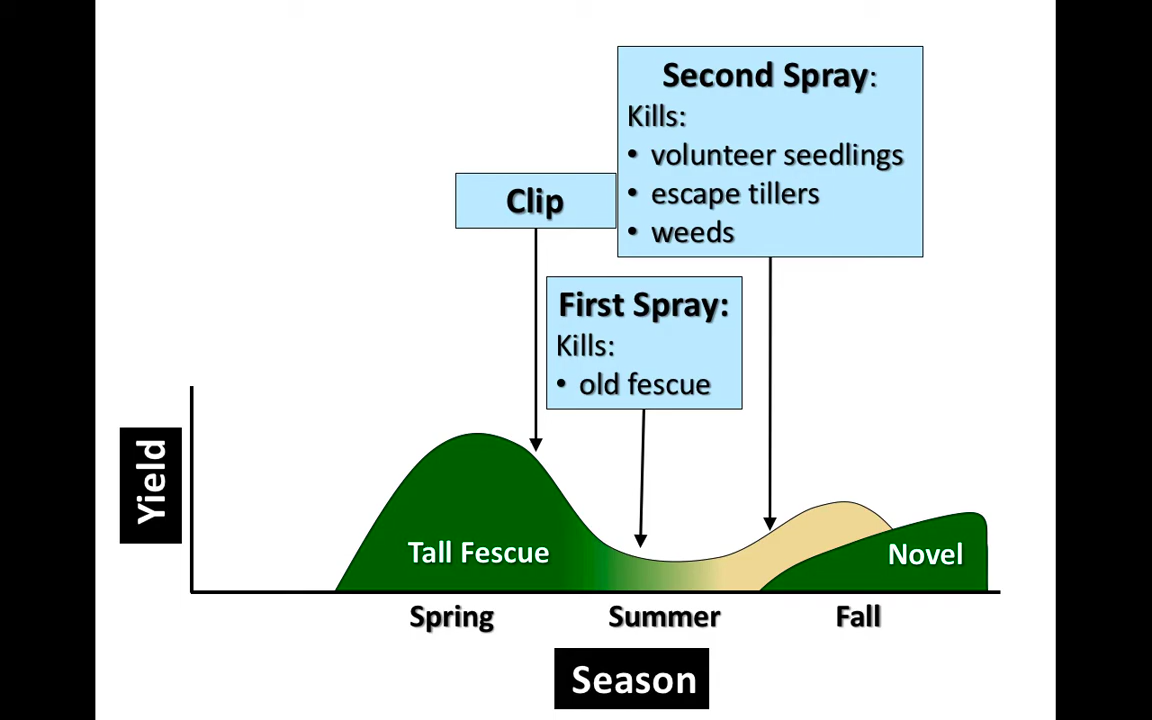 Second Spray:
Kills:
• volunteer seedlings
• escape tillers
• weeds
Clip
First Spray:
Kills:
• old fescue
Yield
Tall Fescue
Novel
Spring
Summer
Fall
Season